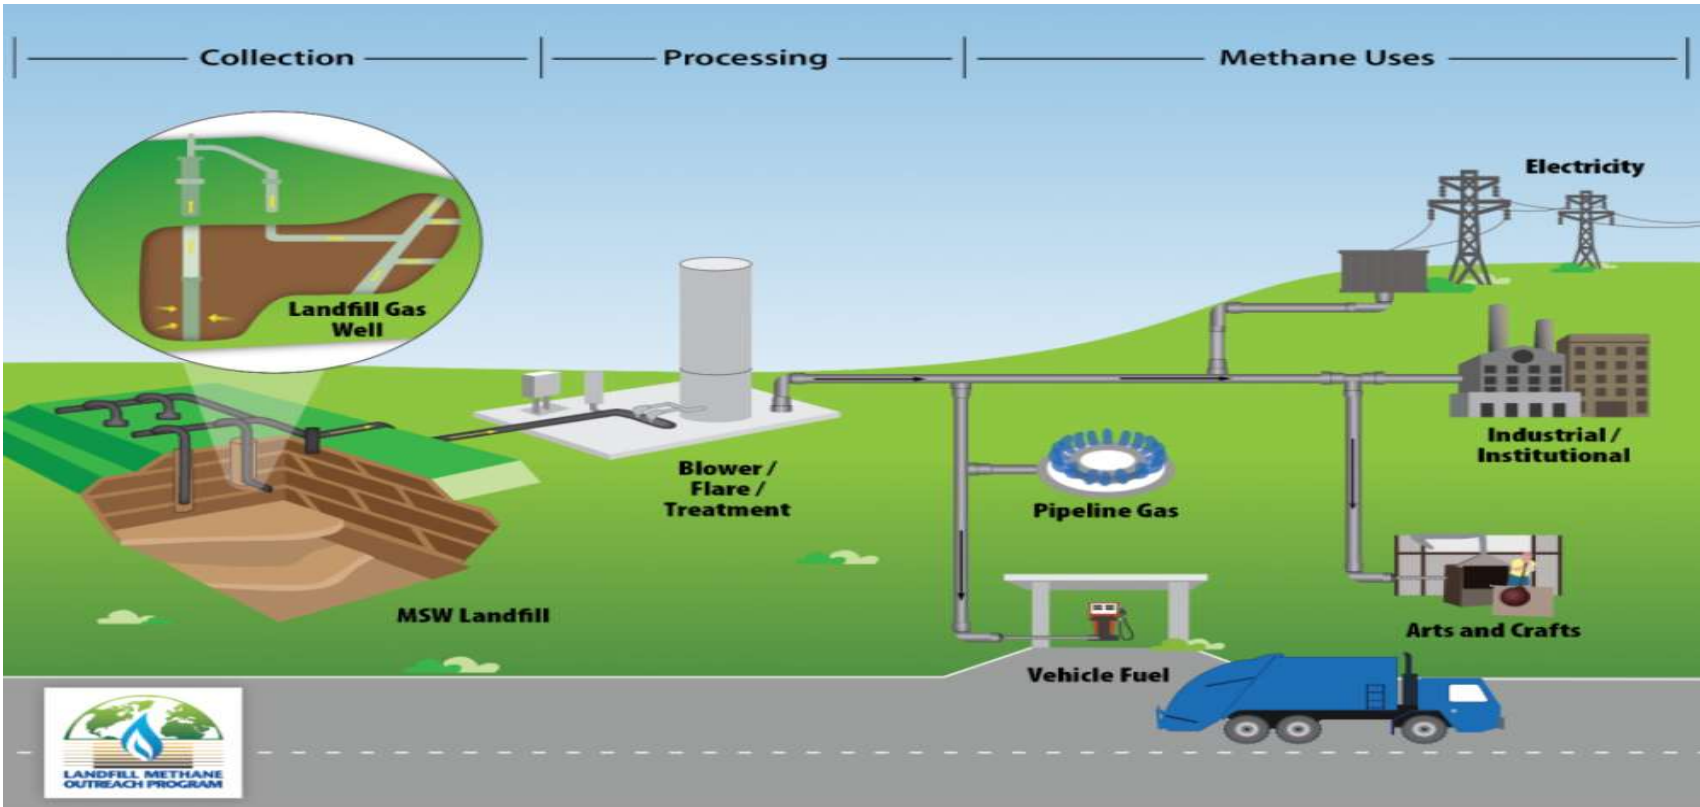 Collection
Processing
Methane Uses
Electricity
Landfill Gas
Well
Industrial /
Institutional
Blower /
Flare /
Treatment
Pipeline Gas
MSW Landfill
Arts and Crafts
Vehicle Fuel
LANDFILL METHANE
OUTREACH PROGRAM